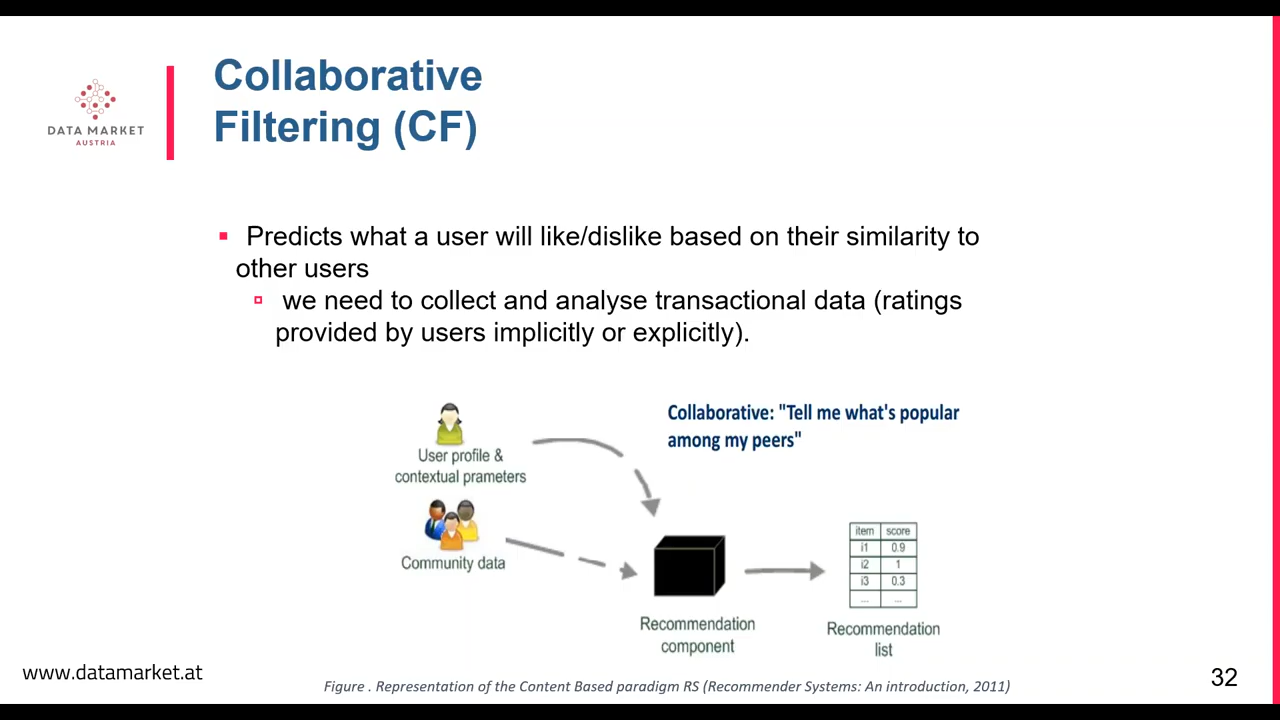 Collaborative
Filtering (CF)
DATA MARKET
AUSTRIA
▪ Predicts what a user will like/dislike based on their similarity to
other users
▫ we need to collect and analyse transactional data (ratings
provided by users implicitly or explicitly).
Collaborative: "Tell me what's popular
among my peers"
User profile &
contextual prameters
Community data
Recommendation
component
item score
i1 0.9
i2 1
i3 0.3
... ...
Recommendation
list
www.datamarket.at
Figure . Representation of the Content Based paradigm RS (Recommender Systems: An introduction, 2011)
32